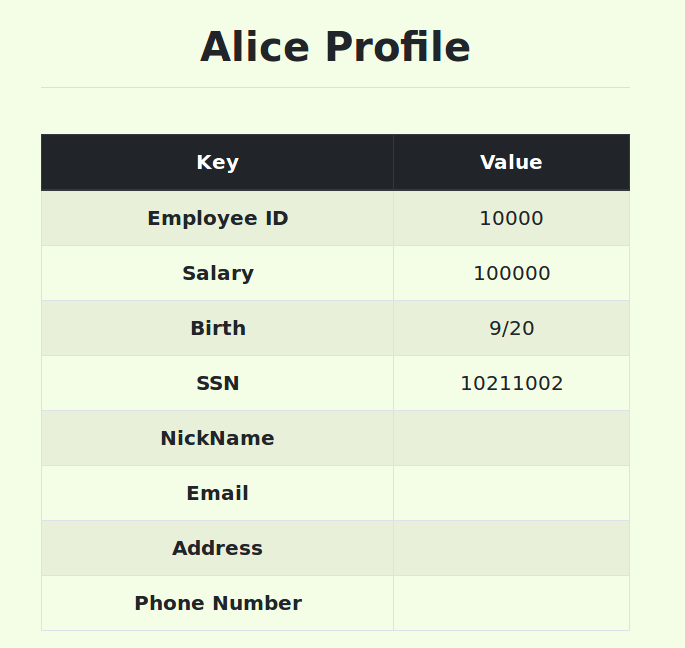 Alice Profile
Key Value
Employee ID 10000
Salary 100000
Birth 9/20
SSN 10211002
NickName
Email
Address
Phone Number